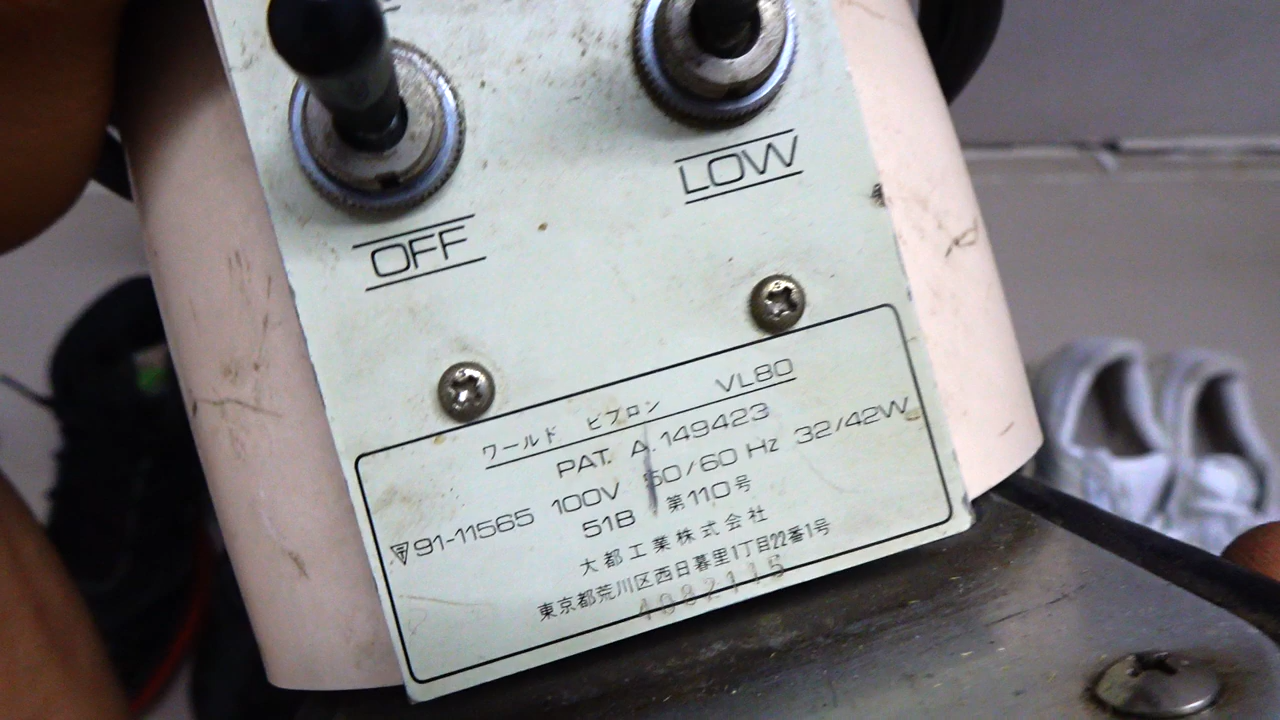 OFF
LOW
ワールド ビブロン VL80
PAT. A. 149423
91-11565 100V 50/60 Hz 32/42W
51B 第110号
大都工業株式会社
東京都荒川区西日暮里1丁目22番1号
4082115